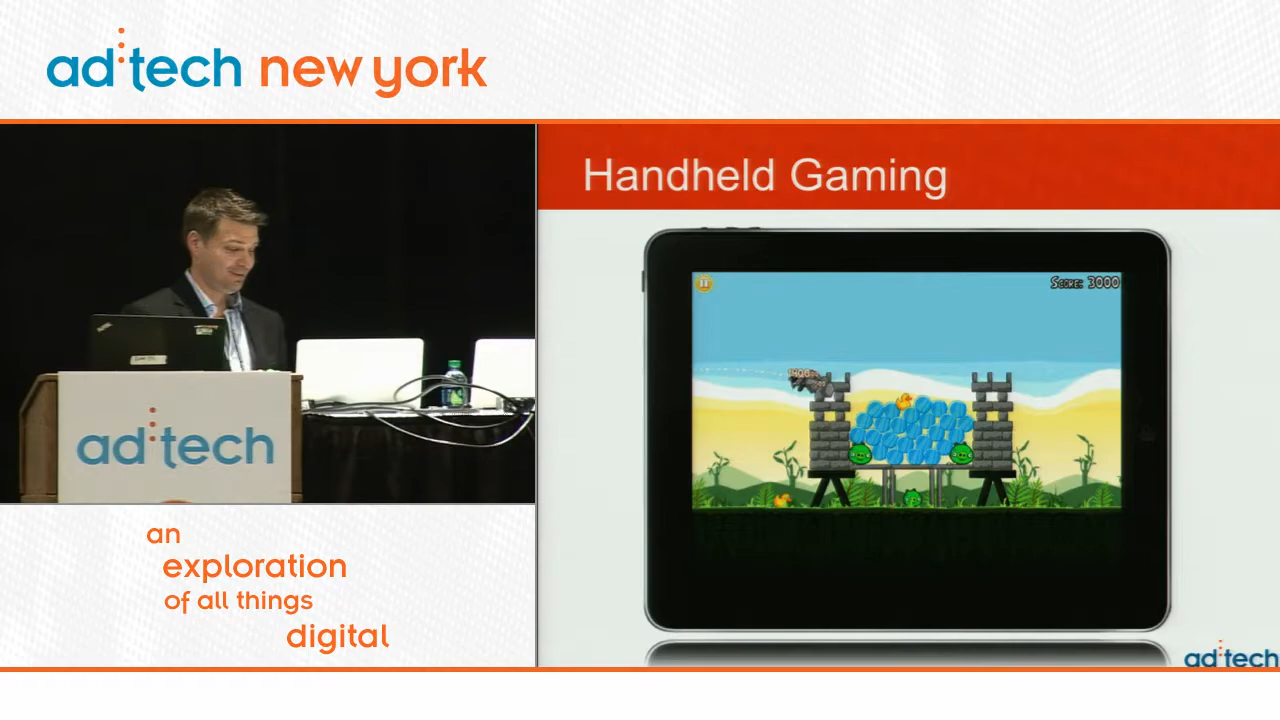 ad:tech new york
Handheld Gaming
SCORE: 3000
ad:tech
an
exploration
of all things
digital
ad:tech